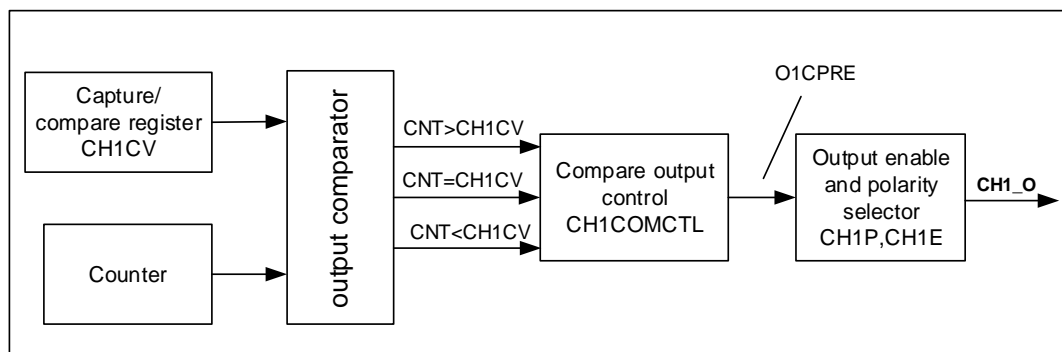 Capture/
compare register
CH1CV
Counter
output comparator
CNT>CH1CV
CNT=CH1CV
CNT<CH1CV
Compare output
control
CH1COMCTL
O1CPRE
Output enable
and polarity
selector
CH1P,CH1E
CH1_O